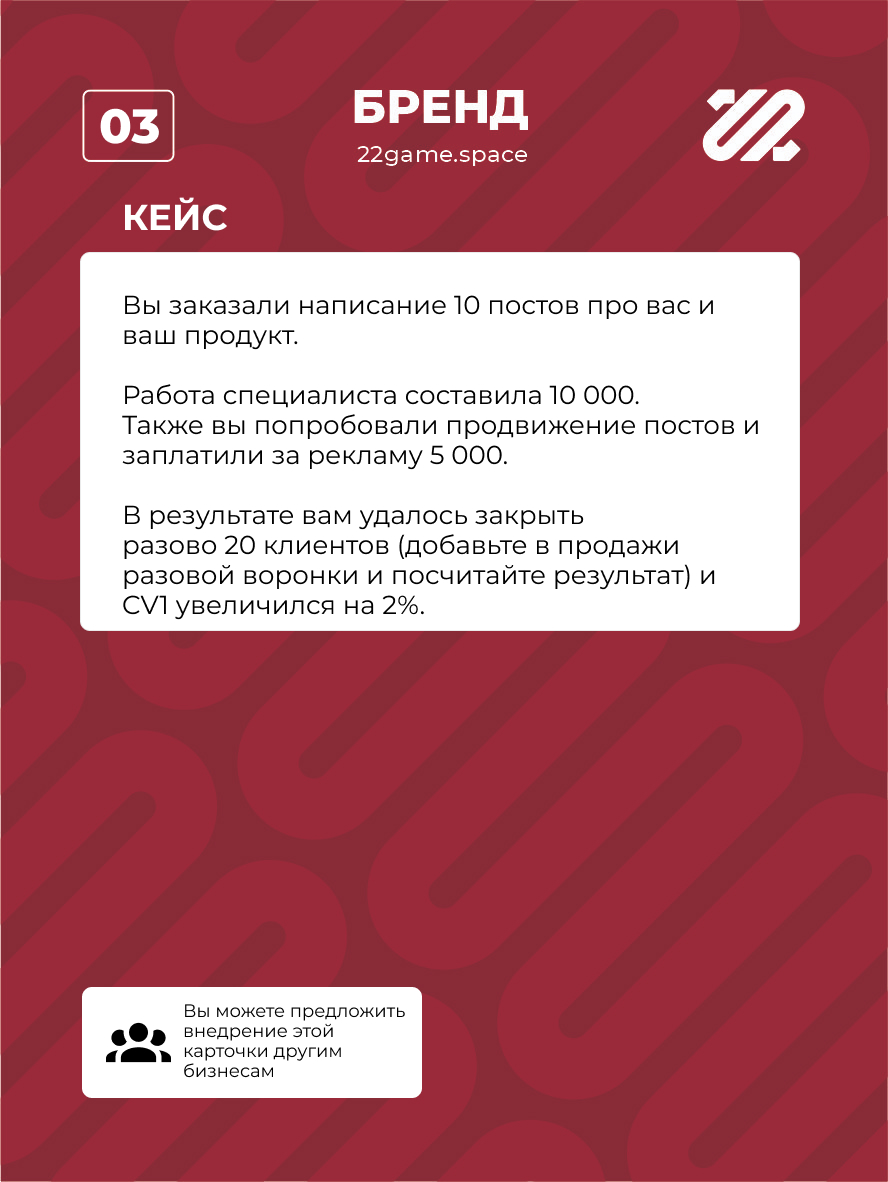 03
БРЕНД
22game.space
КЕЙС
Вы заказали написание 10 постов про вас и
ваш продукт.
Работа специалиста составила 10 000.
Также вы попробовали продвижение постов и
заплатили за рекламу 5 000.
В результате вам удалось закрыть
разово 20 клиентов (добавьте в продажи
разовой воронки и посчитайте результат) и
CV1 увеличился на 2%.
Вы можете предложить
внедрение этой
карточки другим
бизнесам